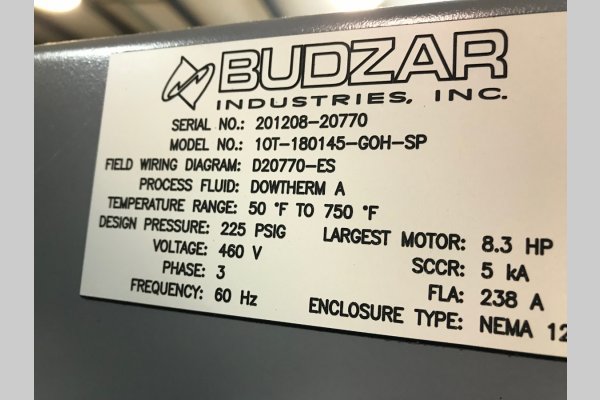 BUDZAR
INDUSTRIES, INC.
SERIAL NO.: 201208-20770
MODEL NO.: 1OT-180145-GOH-SP
FIELD WIRING DIAGRAM: D20770-ES
PROCESS FLUID: DOWTHERM A
TEMPERATURE RANGE: 50 °F TO 750 °F
DESIGN PRESSURE: 225 PSIG
LARGEST MOTOR: 8.3 HP
VOLTAGE: 460 V
SCCR: 5 kA
PHASE: 3
FLA: 238 A
FREQUENCY: 60 Hz
ENCLOSURE TYPE: NEMA 12